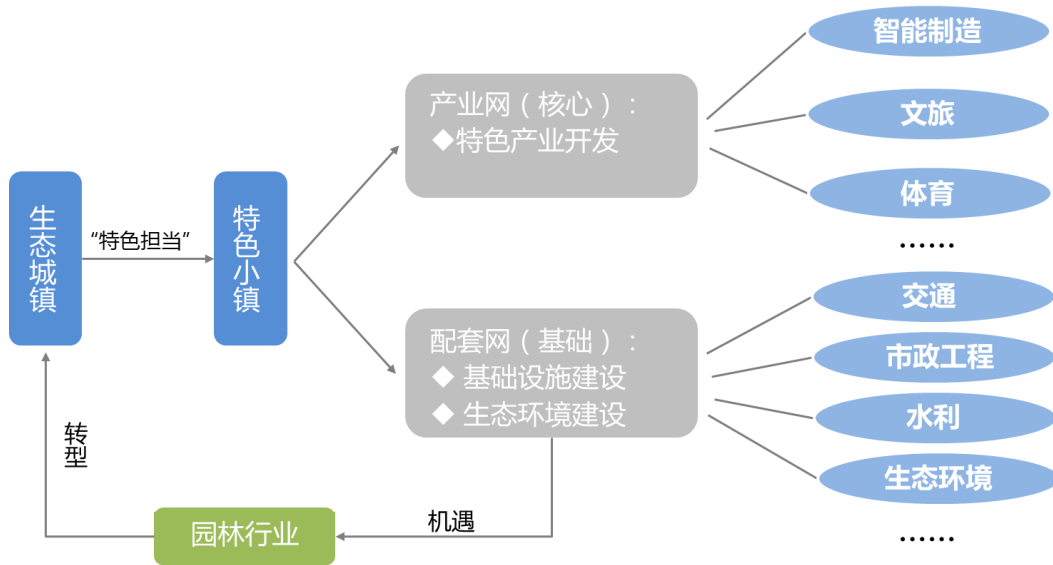 生态城镇
“特色担当”
特色小镇
产业网（核心）：
◆特色产业开发
智能制造
文旅
体育
......
配套网（基础）：
◆ 基础设施建设
◆ 生态环境建设
交通
市政工程
水利
生态环境
......
转型
园林行业
机遇